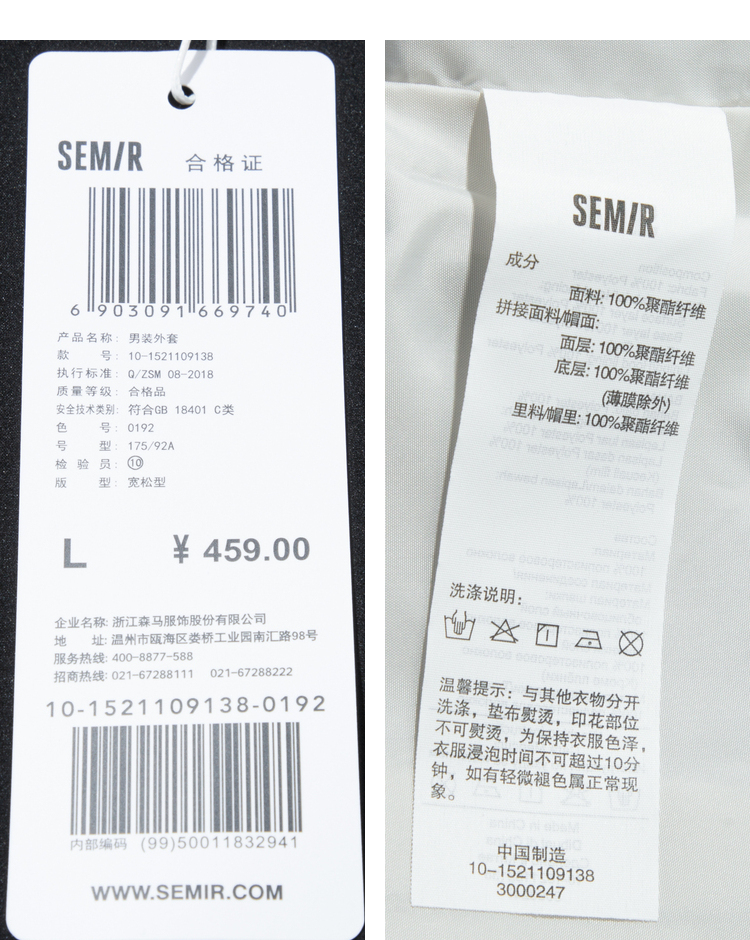 SEMIR 合格证
6 903091 669740
产品名称: 男装外套
款 号: 10-1521109138
执行标准: Q/ZSM 08-2018
质量等级: 合格品
安全技术类别: 符合GB 18401 C类
色 号: 0192
号 型: 175/92A
检 验 员: ⑩
版 型: 宽松型
L ¥ 459.00
企业名称: 浙江森马服饰股份有限公司
地 址: 温州市瓯海区娄桥工业园南汇路98号
服务热线: 400-8877-588
招商热线: 021-67288111 021-67288222
10-1521109138-0192
内部编码 (99)50011832941
WWW.SEMIR.COM
SEMIR
成分
面料: 100%聚酯纤维
拼接面料/帽面:
面层: 100%聚酯纤维
底层: 100%聚酯纤维
(薄膜除外)
里料/帽里: 100%聚酯纤维
洗涤说明:
温馨提示: 与其他衣物分开
洗涤, 垫布熨烫, 印花部位
不可熨烫, 为保持衣服色泽,
衣服浸泡时间不可超过10分
钟, 如有轻微褪色属正常现
象。
中国制造
10-1521109138
3000247